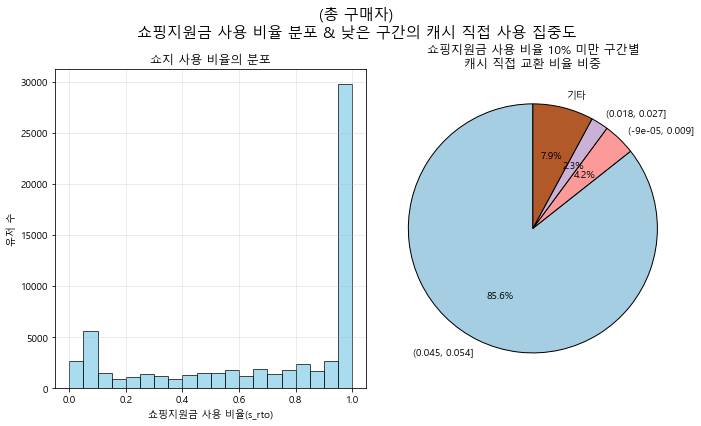 (총 구매자)
쇼핑지원금 사용 비율 분포 & 낮은 구간의 캐시 직접 사용 집중도
쇼지 사용 비율의 분포
유저 수
30000
25000
20000
15000
10000
5000
0
0.0 0.2 0.4 0.6 0.8 1.0
쇼핑지원금 사용 비율(s_rto)
쇼핑지원금 사용 비율 10% 미만 구간별
캐시 직접 교환 비율 비중
기타
(0.018, 0.027]
(-9e-05, 0.009]
7.9%
2.3%
4.2%
85.6%
(0.045, 0.054]